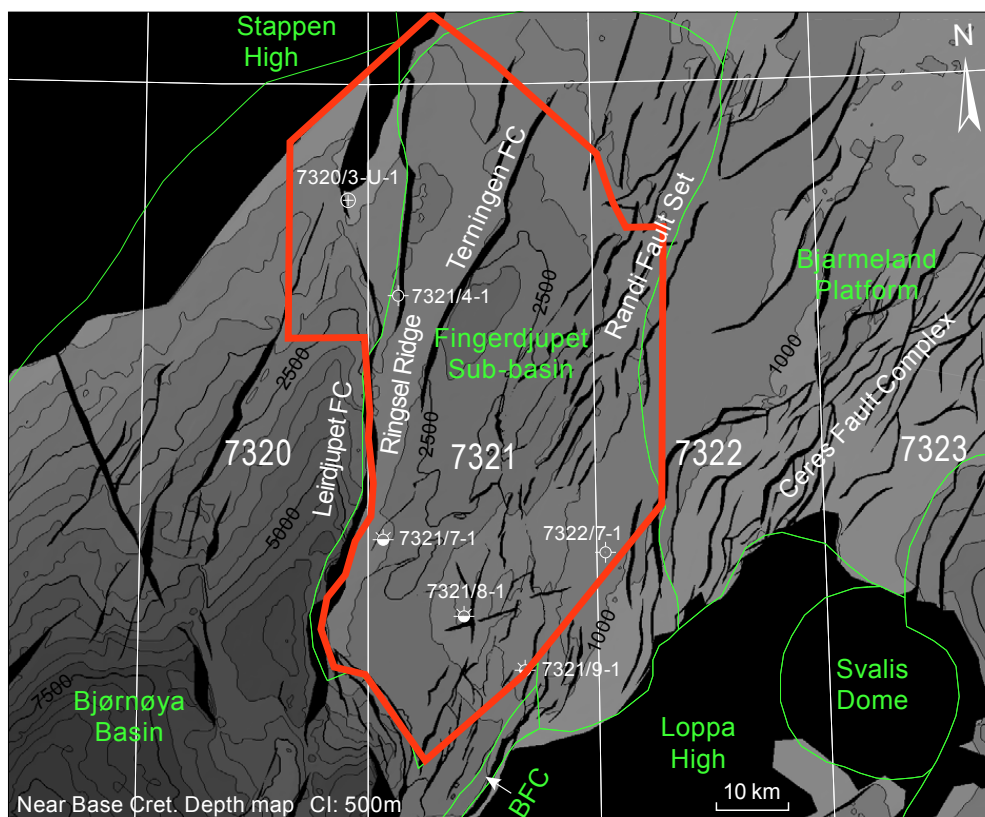 Stappen
High
N
7320/3-U-1
Terningen FC
Randi Fault Set
Bjarmeland
Platform
7321/4-1
2500
Fingerdjupet
Sub-basin
2500
1000
Ringsel Ridge
Ceres Fault Complex
Leirdjupet FC
2500
7320
7321
7322
7323
5000
7321/7-1
7322/7-1
7321/8-1
1000
7321/9-1
7500
Bjørnøya
Basin
Svalis
Dome
Loppa
High
BFC
10 km
Near Base Cret. Depth map CI: 500m